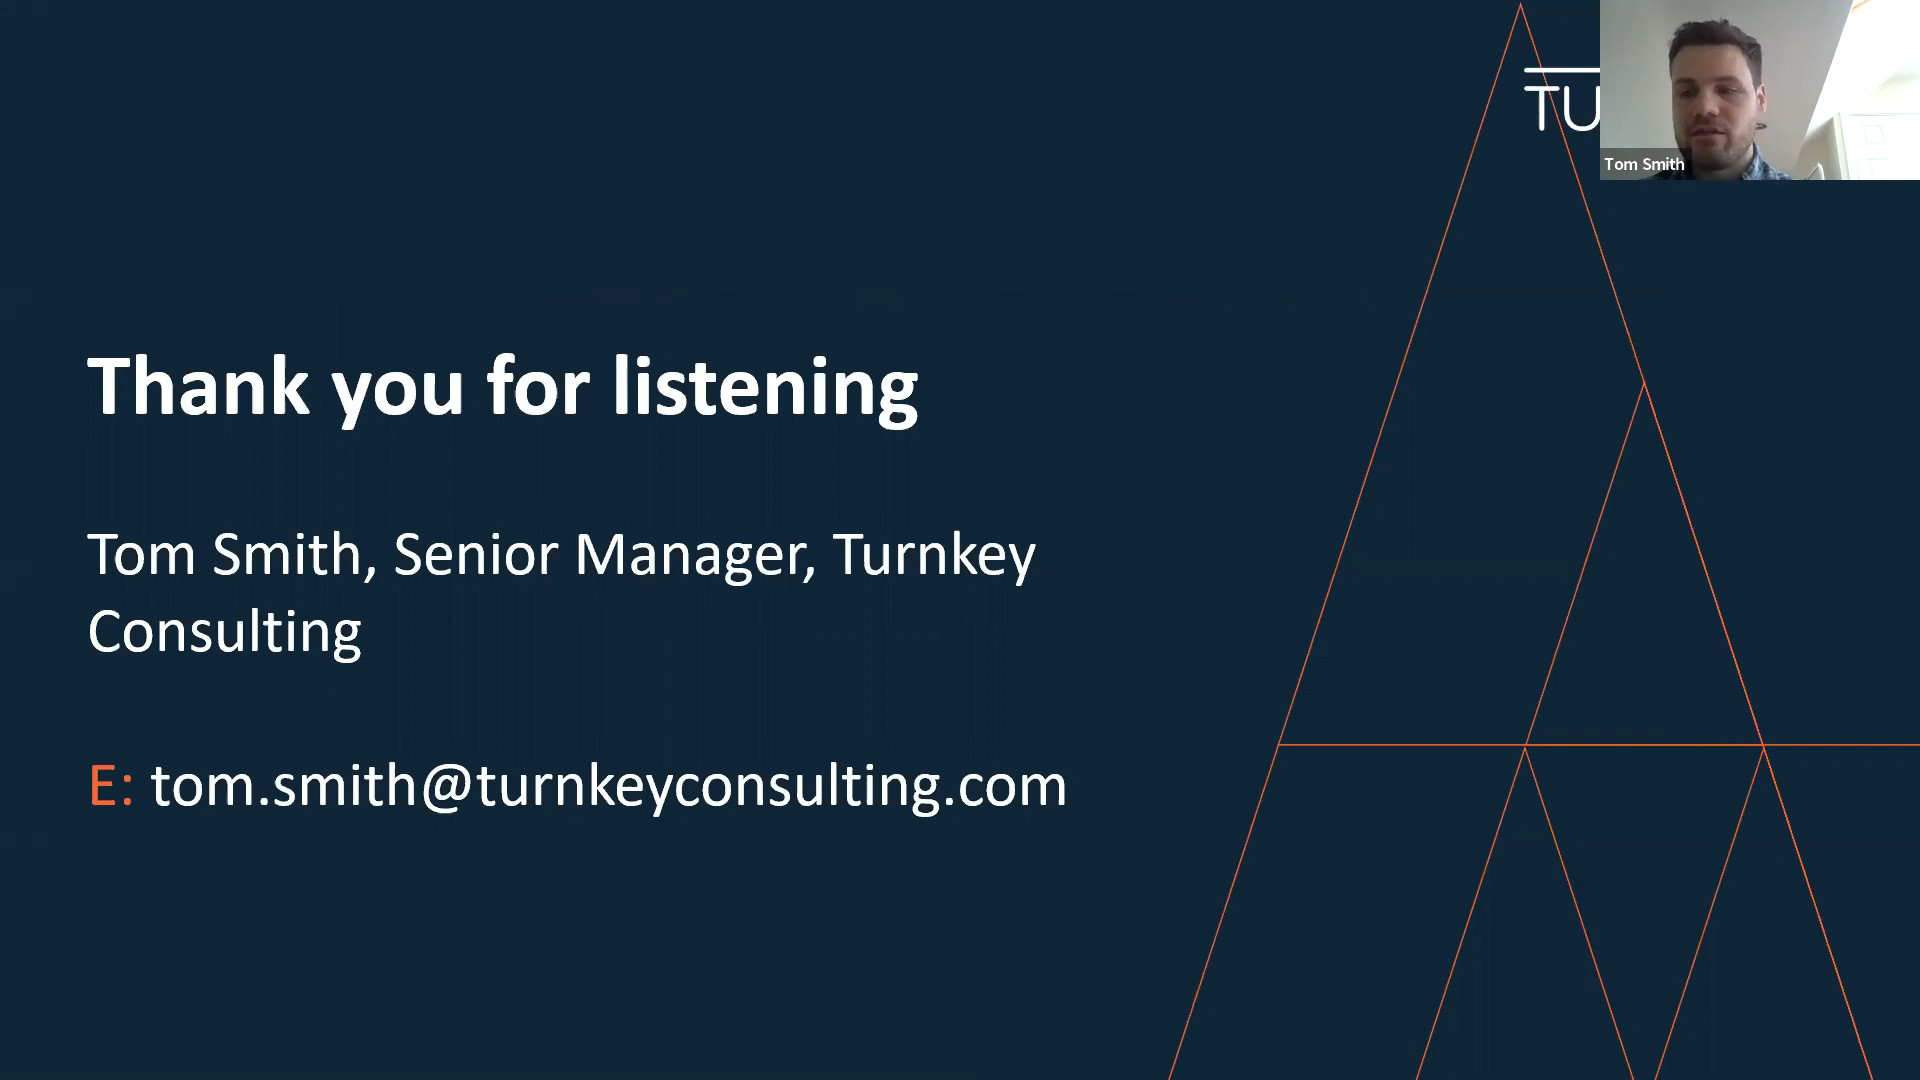 TU
Tom Smith
Thank you for listening
Tom Smith, Senior Manager, Turnkey
Consulting
E: tom.smith@turnkeyconsulting.com